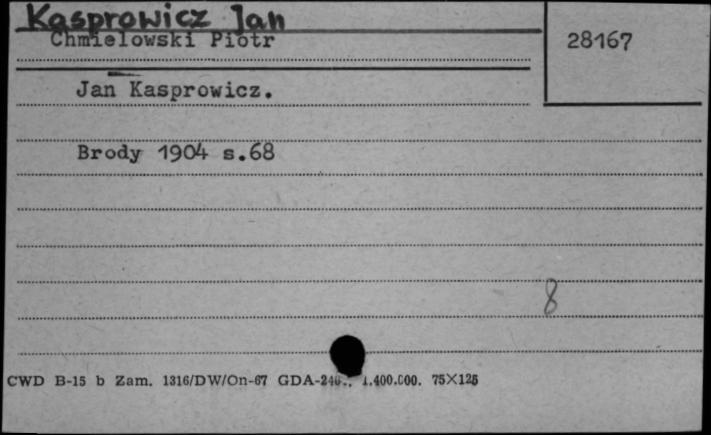 Kasprowicz Jan
Chmielowski Piotr
28167
Jan Kasprowicz.
Brody 1904 s.68
8
CWD B-15 b Zam. 1316/DW/On-67 GDA- 1.400.000. 75X125